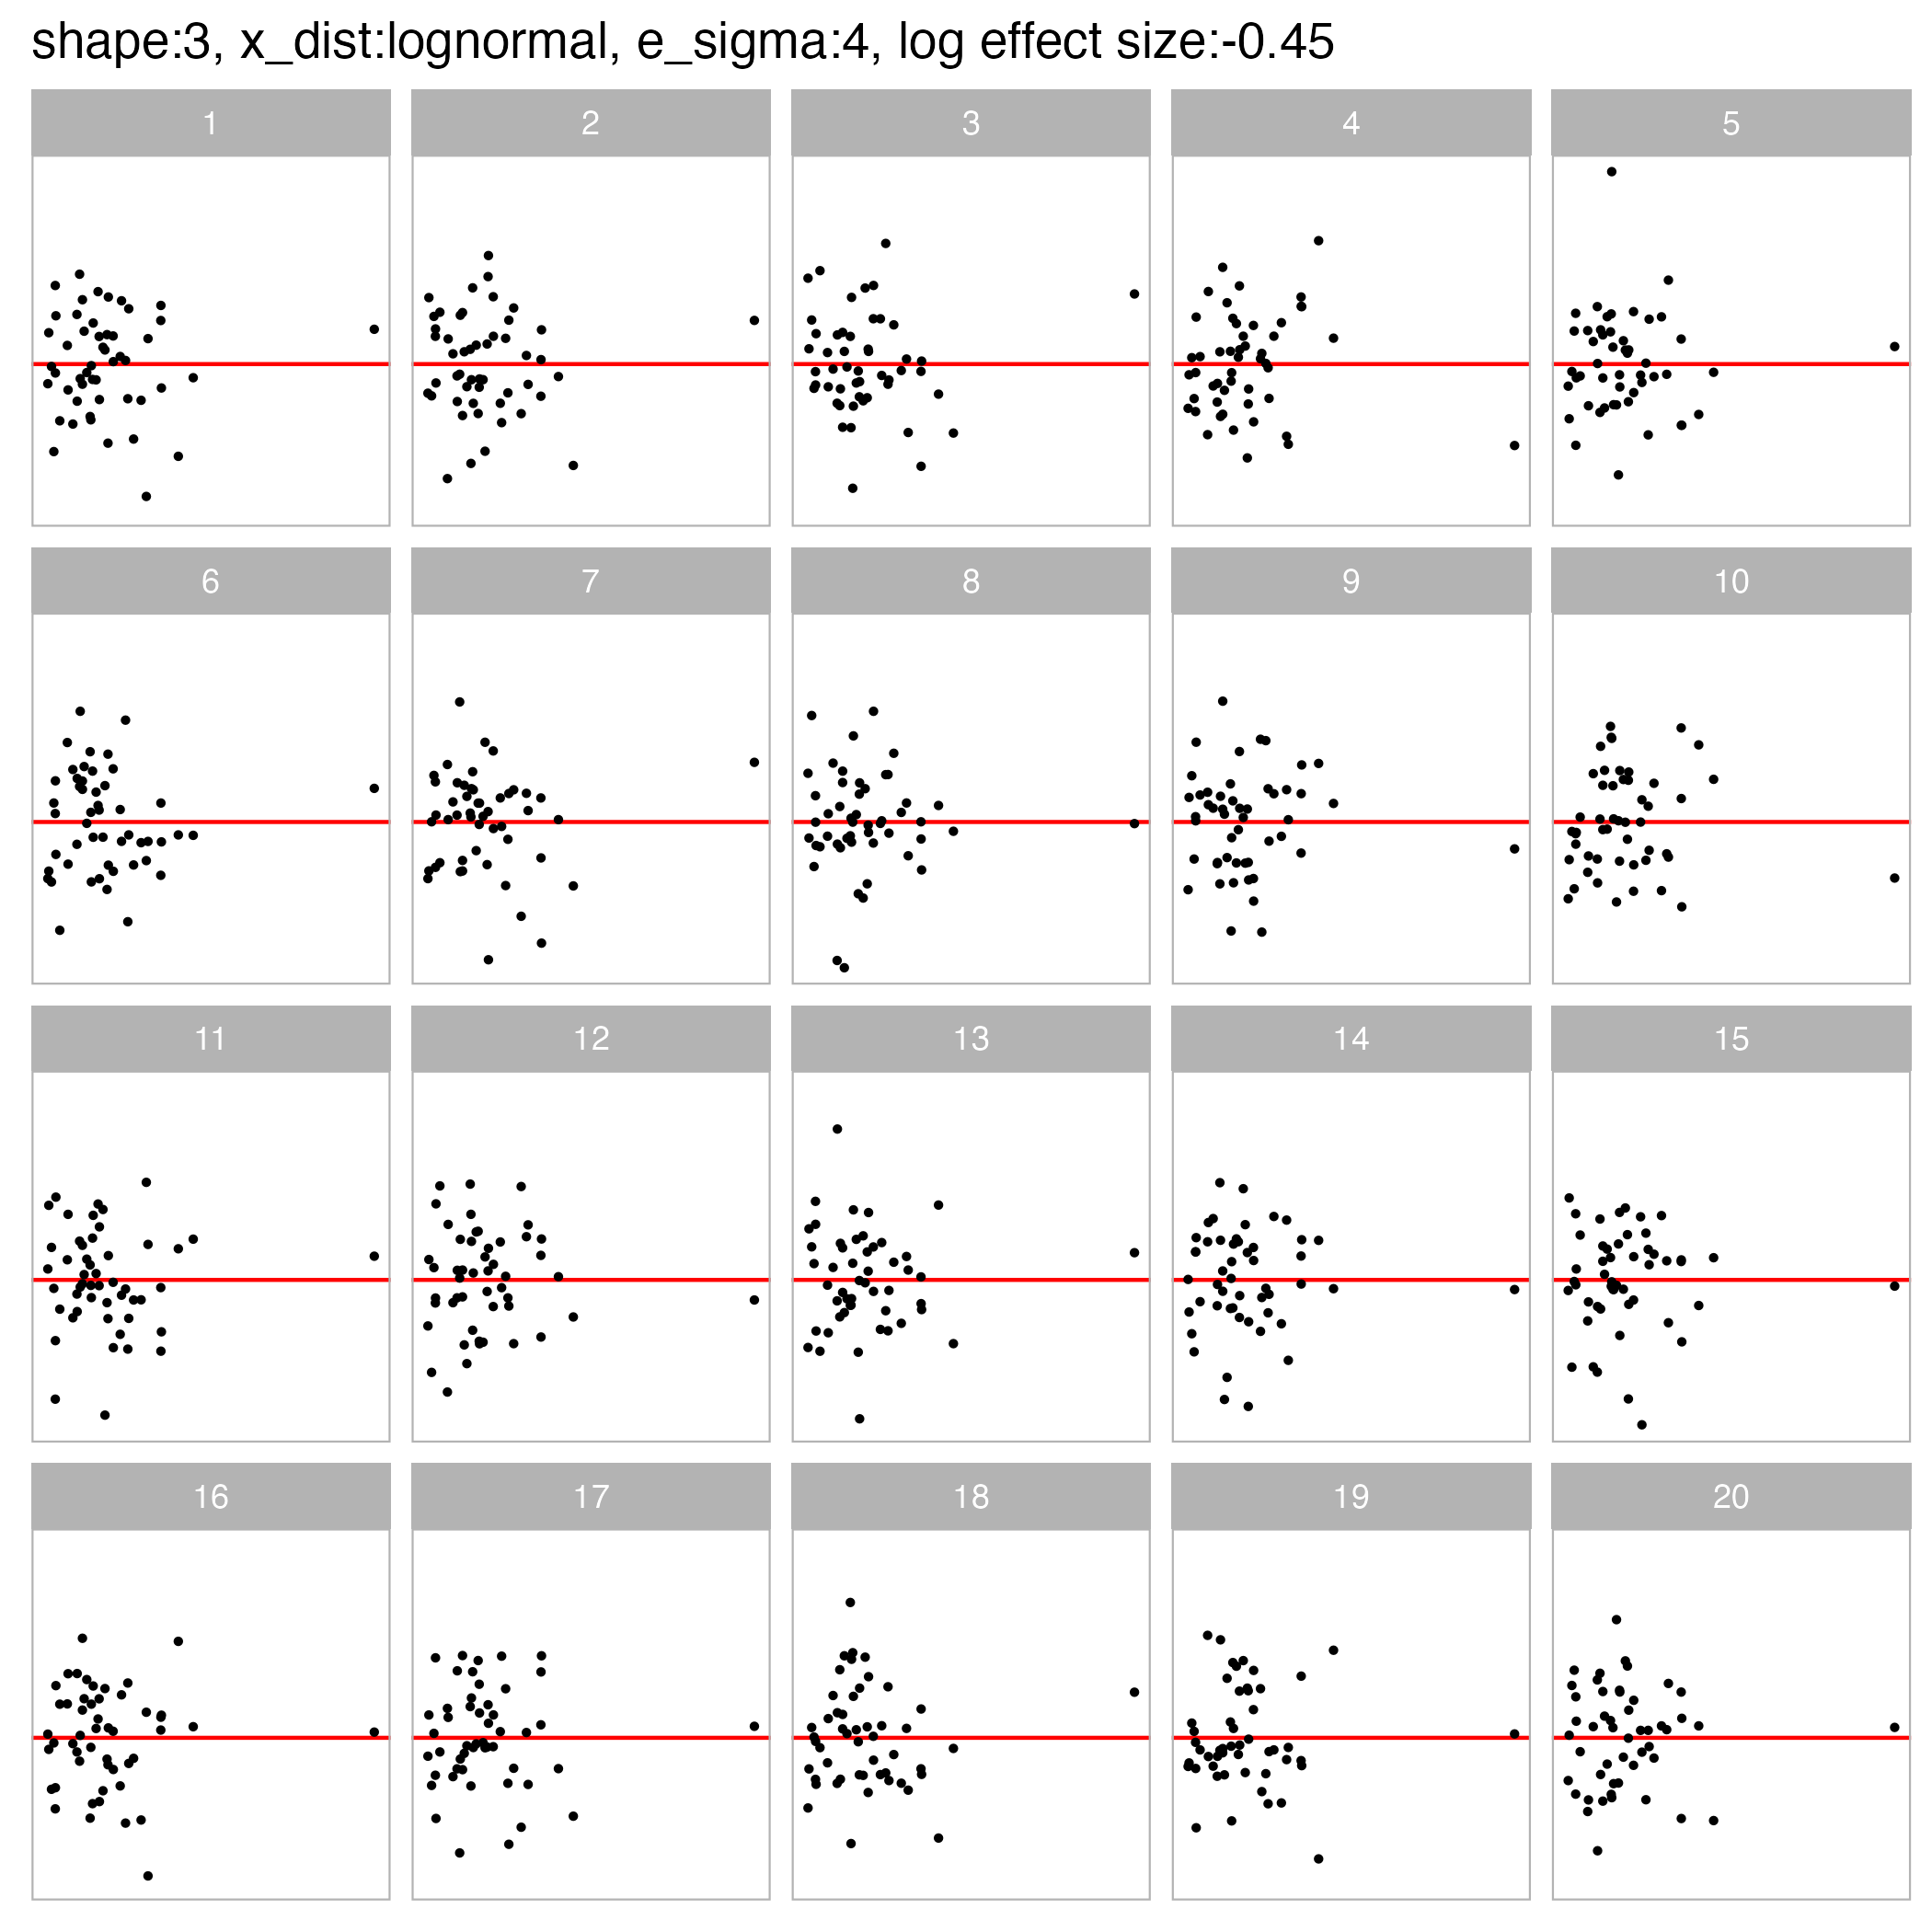 shape:3, x_dist:lognormal, e_sigma:4, log effect size:-0.45
1 2 3 4 5
6 7 8 9 10
11 12 13 14 15
16 17 18 19 20